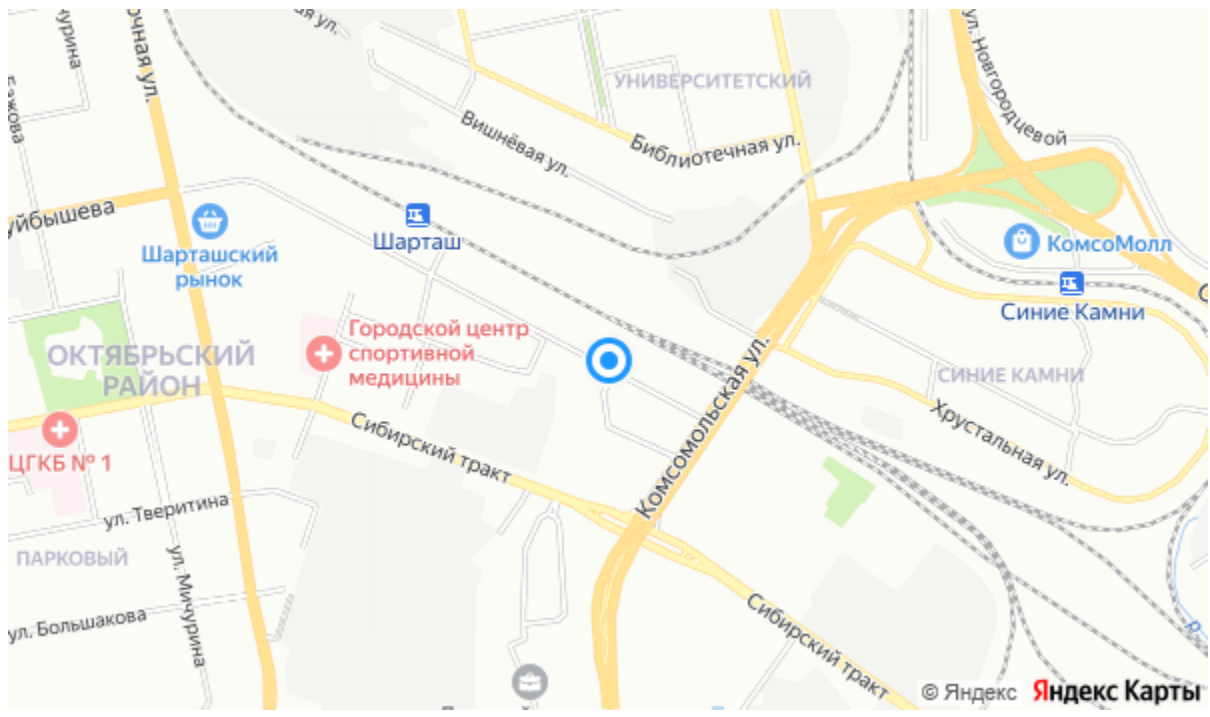 УНИВЕРСИТЕТСКИЙ
ул. Новгородцевой
Вишнёвая ул.
Библиотечная ул.
Шарташ
Шарташский
рынок
КомсоМолл
Синие Камни
Городской центр
спортивной
медицины
ОКТЯБРЬСКИЙ
РАЙОН
СИНИЕ КАМНИ
Комсомольская ул.
Хрустальная ул.
Сибирский тракт
ЦГКБ № 1
ул. Тверитина
ПАРКОВЫЙ
ул. Мичурина
ул. Большакова
Сибирский тракт
р.
© Яндекс Яндекс Карты